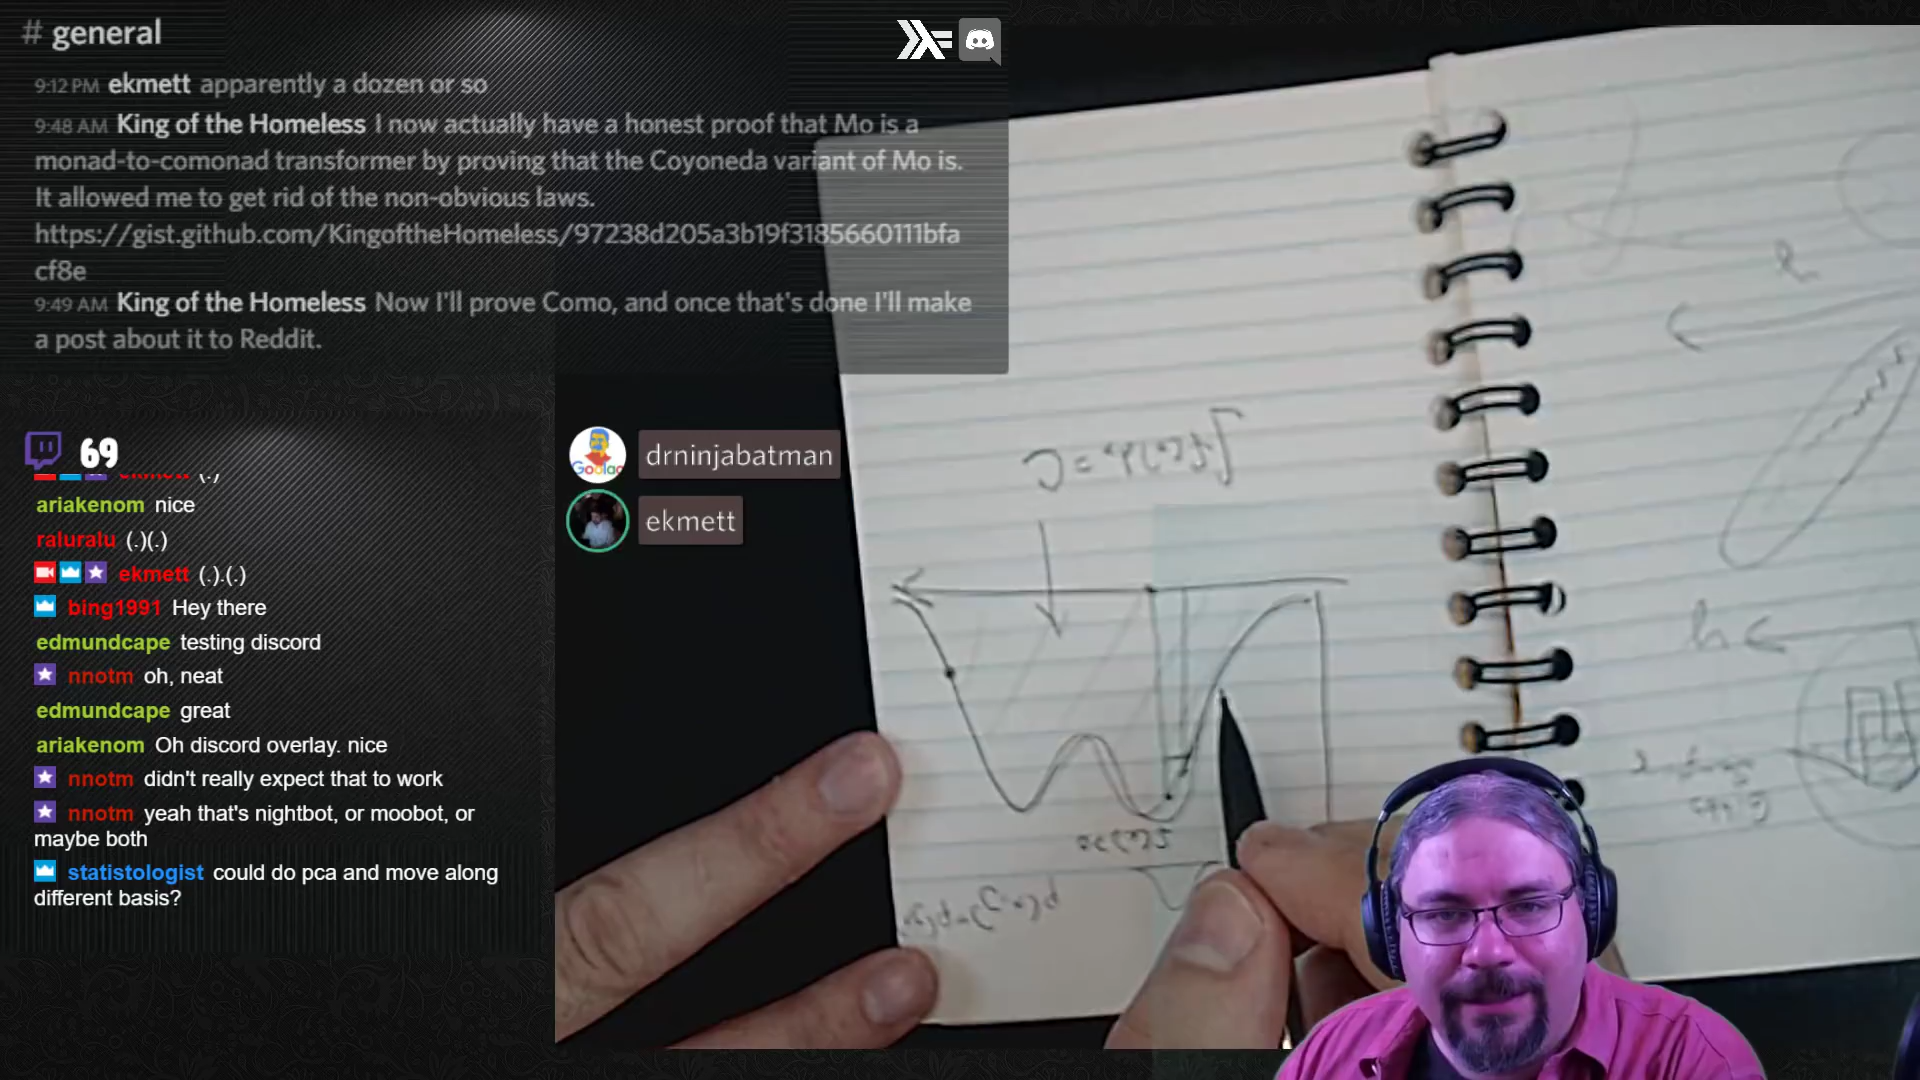 # general
9:12 PM ekmett apparently a dozen or so
9:48 AM King of the Homeless I now actually have a honest proof that Mo is a
monad-to-comonad transformer by proving that the Coyoneda variant of Mo is.
It allowed me to get rid of the non-obvious laws.
https://gist.github.com/KingoftheHomeless/97238d205a3b19f3185660111bfa
cf8e
9:49 AM King of the Homeless Now I'll prove Como, and once that's done I'll make
a post about it to Reddit.
drninjabatman
ekmett
69
ekmett (.)
ariakenom nice
raluralu (.)(.)
ekmett (.).(.)
bing1991 Hey there
edmundcape testing discord
nnotm oh, neat
edmundcape great
ariakenom Oh discord overlay. nice
nnotm didn't really expect that to work
nnotm yeah that's nightbot, or moobot, or
maybe both
statistologist could do pca and move along
different basis?